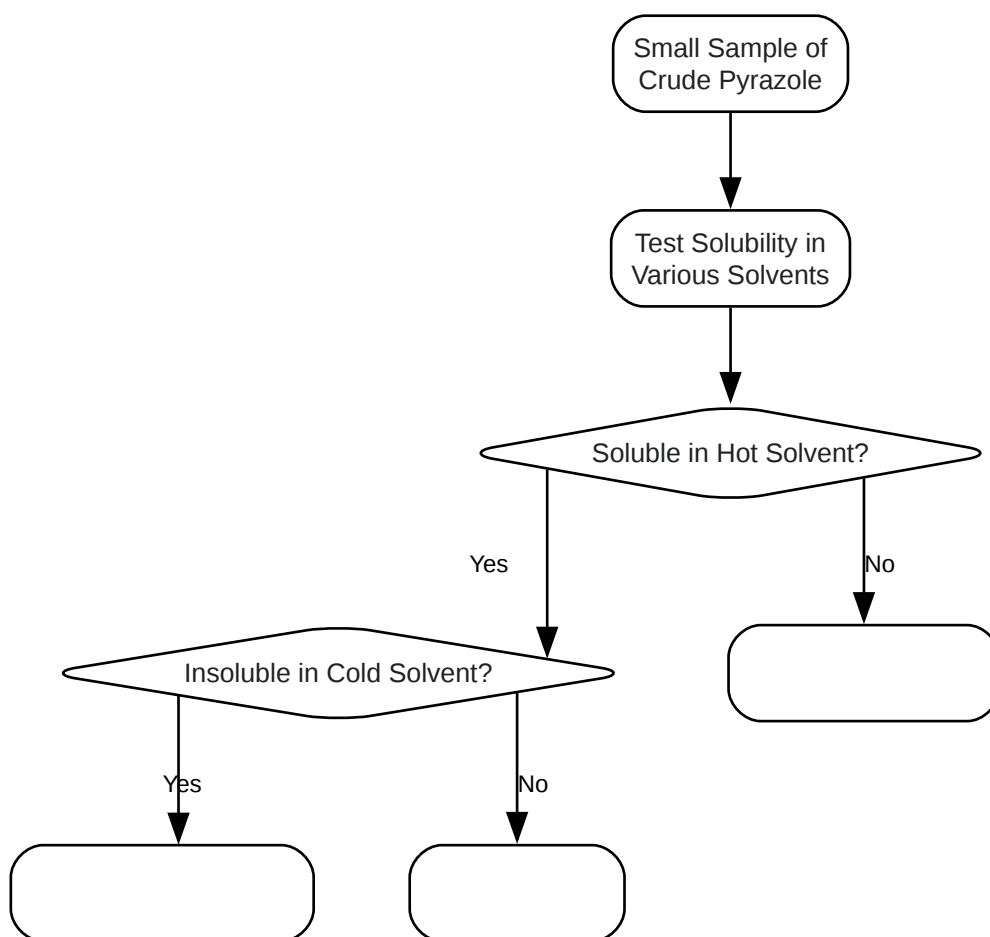 Small Sample of
Crude Pyrazole
Test Solubility in
Various Solvents
Soluble in Hot Solvent?
Yes
No
Insoluble in Cold Solvent?
Yes
No